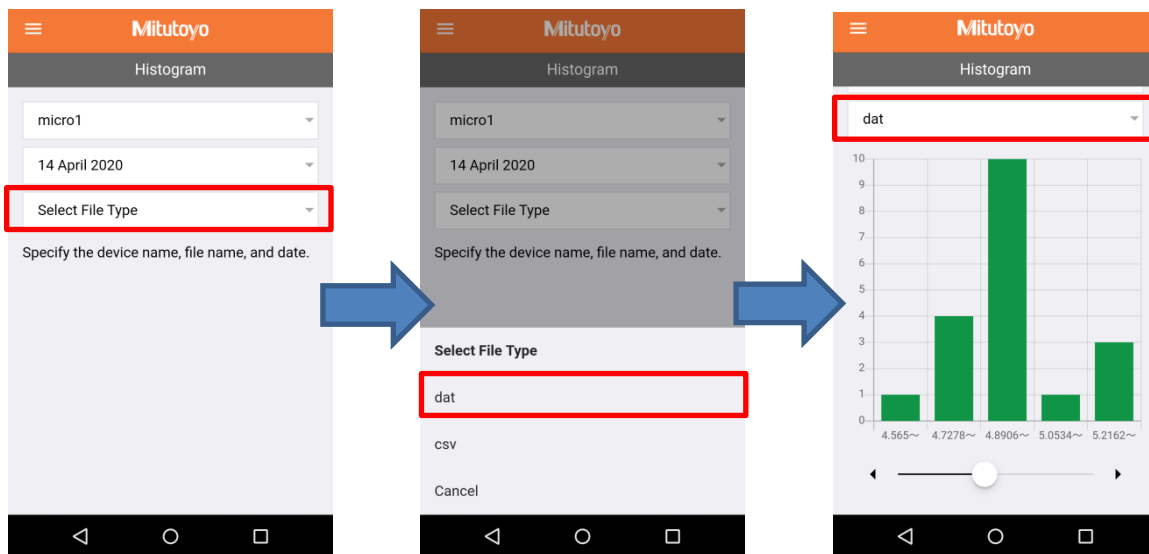 Mitutoyo
Histogram
micro1
14 April 2020
Select File Type
Specify the device name, file name, and date.
Mitutoyo
Histogram
micro1
14 April 2020
Select File Type
Specify the device name, file name, and date.
Select File Type
dat
csv
Cancel
Mitutoyo
Histogram
dat
10
9
8
7
6
5
4
3
2
1
0
4.565~ 4.7278~ 4.8906~ 5.0534~ 5.2162~